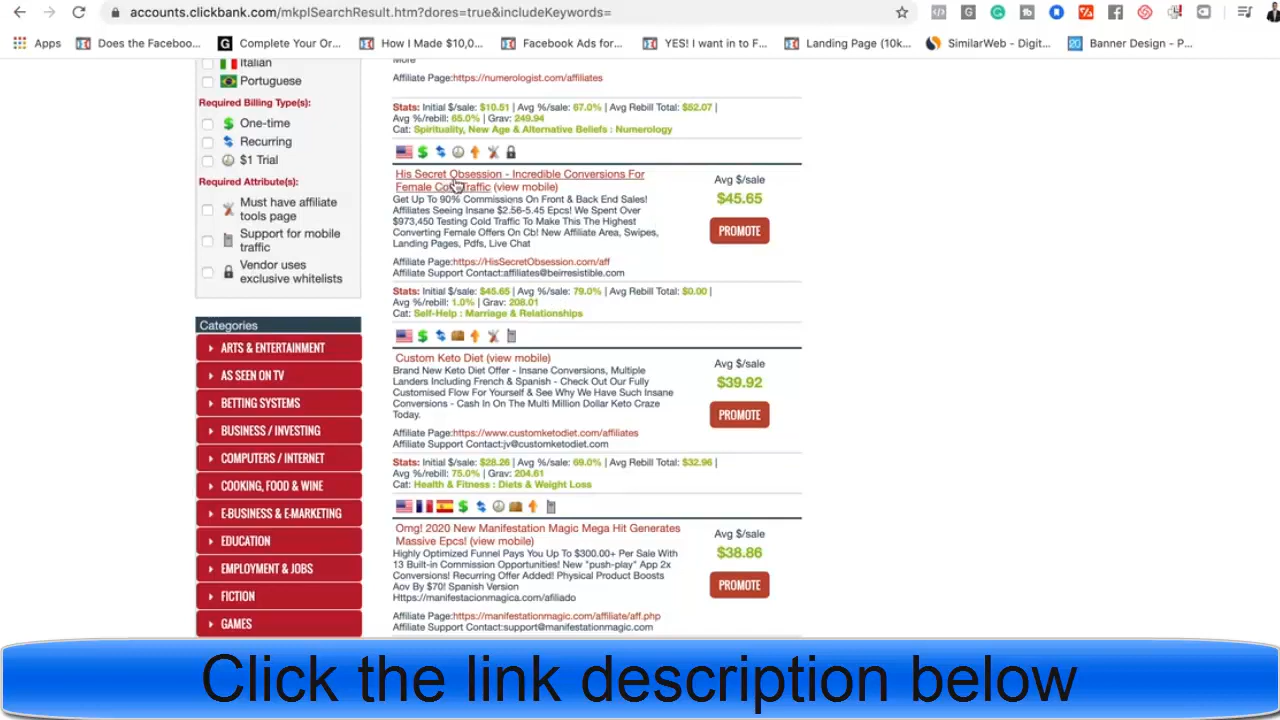 accounts.clickbank.com/mkplSearchResult.htm?dores=true&includeKeywords=
Apps
Does the Faceboo...
Complete Your Or...
How I Made $10,0...
Facebook Ads for...
YES! I want in to F...
Landing Page (10k...
SimilarWeb - Digit...
Banner Design - P...
Italian
Portuguese
Required Billing Type(s):
One-time
Recurring
$1 Trial
Required Attribute(s):
Must have affiliate
tools page
Support for mobile
traffic
Vendor uses
exclusive whitelists
Categories
ARTS & ENTERTAINMENT
AS SEEN ON TV
BETTING SYSTEMS
BUSINESS / INVESTING
COMPUTERS / INTERNET
COOKING, FOOD & WINE
E-BUSINESS & E-MARKETING
EDUCATION
EMPLOYMENT & JOBS
FICTION
GAMES
More
Affiliate Page:https://numerologist.com/affiliates
Stats: Initial $/sale: $10.51 | Avg %/sale: 67.0% | Avg Rebill Total: $52.07 |
Avg %/rebill: 65.0% | Grav: 249.94
Cat: Spirituality, New Age & Alternative Beliefs : Numerology
His Secret Obsession - Incredible Conversions For
Female Cold Traffic (view mobile)
Get Up To 90% Commissions On Front & Back End Sales!
Affiliates Seeing Insane $2.56-5.45 Epcs! We Spent Over
$973,450 Testing Cold Traffic To Make This The Highest
Converting Female Offers On Cb! New Affiliate Area, Swipes,
Landing Pages, Pdfs, Live Chat
Avg $/sale
$45.65
PROMOTE
Affiliate Page:https://HisSecretObsession.com/aff
Affiliate Support Contact:affiliates@beirresistible.com
Stats: Initial $/sale: $45.65 | Avg %/sale: 79.0% | Avg Rebill Total: $0.00 |
Avg %/rebill: 1.0% | Grav: 208.01
Cat: Self-Help : Marriage & Relationships
Custom Keto Diet (view mobile)
Brand New Keto Diet Offer - Insane Conversions, Multiple
Landers Including French & Spanish - Check Out Our Fully
Customised Flow For Yourself & See Why We Have Such Insane
Conversions - Cash In On The Multi Million Dollar Keto Craze
Today.
Avg $/sale
$39.92
PROMOTE
Affiliate Page:https://www.customketodiet.com/affiliates
Affiliate Support Contact:jv@customketodiet.com
Stats: Initial $/sale: $28.26 | Avg %/sale: 69.0% | Avg Rebill Total: $32.96 |
Avg %/rebill: 75.0% | Grav: 204.61
Cat: Health & Fitness : Diets & Weight Loss
Omg! 2020 New Manifestation Magic Mega Hit Generates
Massive Epcs! (view mobile)
Highly Optimized Funnel Pays You Up To $300.00+ Per Sale With
13 Built-in Commission Opportunities! New "push-play" App 2x
Conversions! Recurring Offer Added! Physical Product Boosts
Aov By $70! Spanish Version
Https://manifestacionmagica.com/afiliado
Avg $/sale
$38.86
PROMOTE
Affiliate Page:https://manifestationmagic.com/affiliate/aff.php
Affiliate Support Contact:support@manifestationmagic.com
Click the link description below